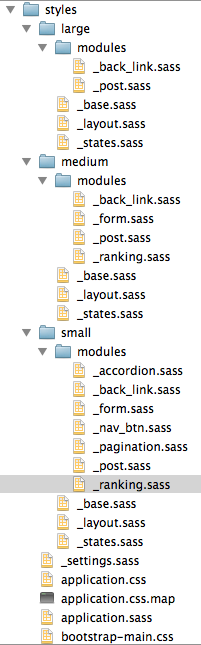 styles
large
modules
_back_link.sass
_post.sass
_base.sass
_layout.sass
_states.sass
medium
modules
_back_link.sass
_form.sass
_post.sass
_ranking.sass
_base.sass
_layout.sass
_states.sass
small
modules
_accordion.sass
_back_link.sass
_form.sass
_nav_btn.sass
_pagination.sass
_post.sass
_ranking.sass
_base.sass
_layout.sass
_states.sass
_settings.sass
application.css
application.css.map
application.sass
bootstrap-main.css